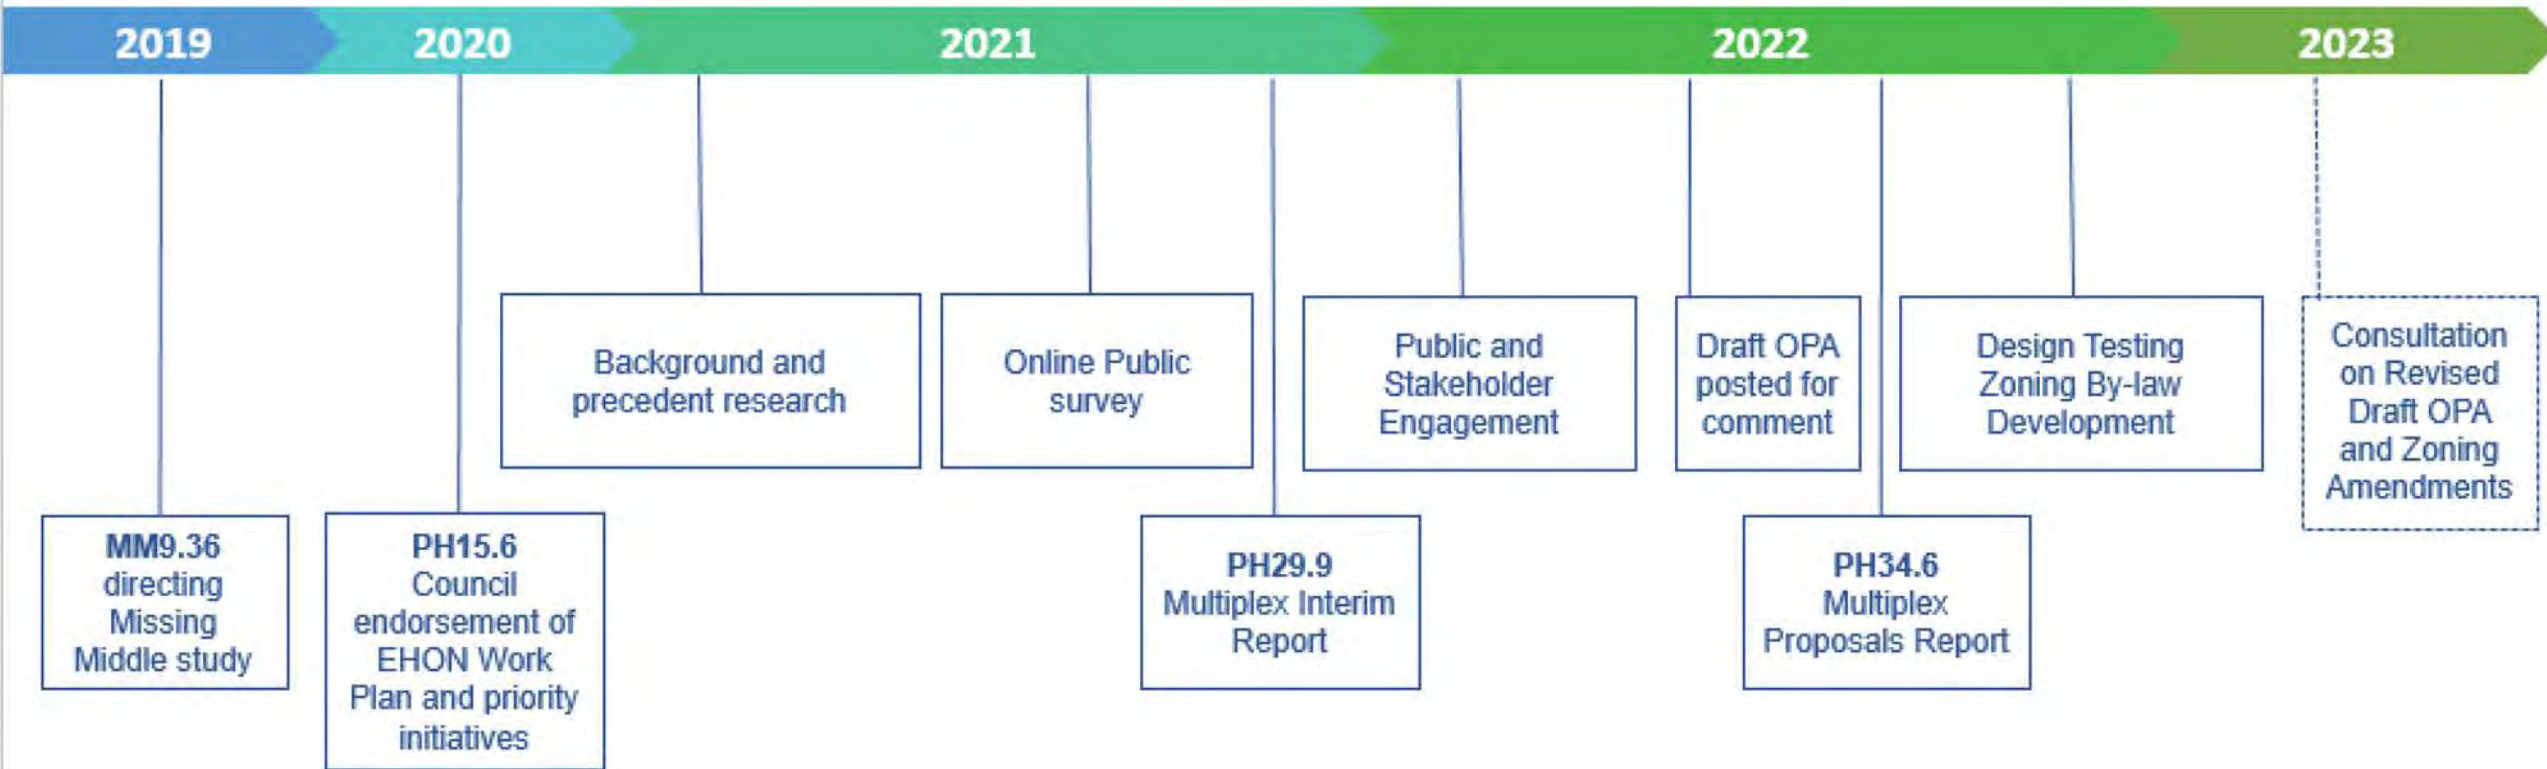 2019
2020
2021
2022
2023
MM9.36
directing
Missing
Middle study
PH15.6
Council
endorsement of
EHON Work
Plan and priority
initiatives
Background and
precedent research
Online Public
survey
PH29.9
Multiplex Interim
Report
Public and
Stakeholder
Engagement
Draft OPA
posted for
comment
PH34.6
Multiplex
Proposals Report
Design Testing
Zoning By-law
Development
Consultation
on Revised
Draft OPA
and Zoning
Amendments